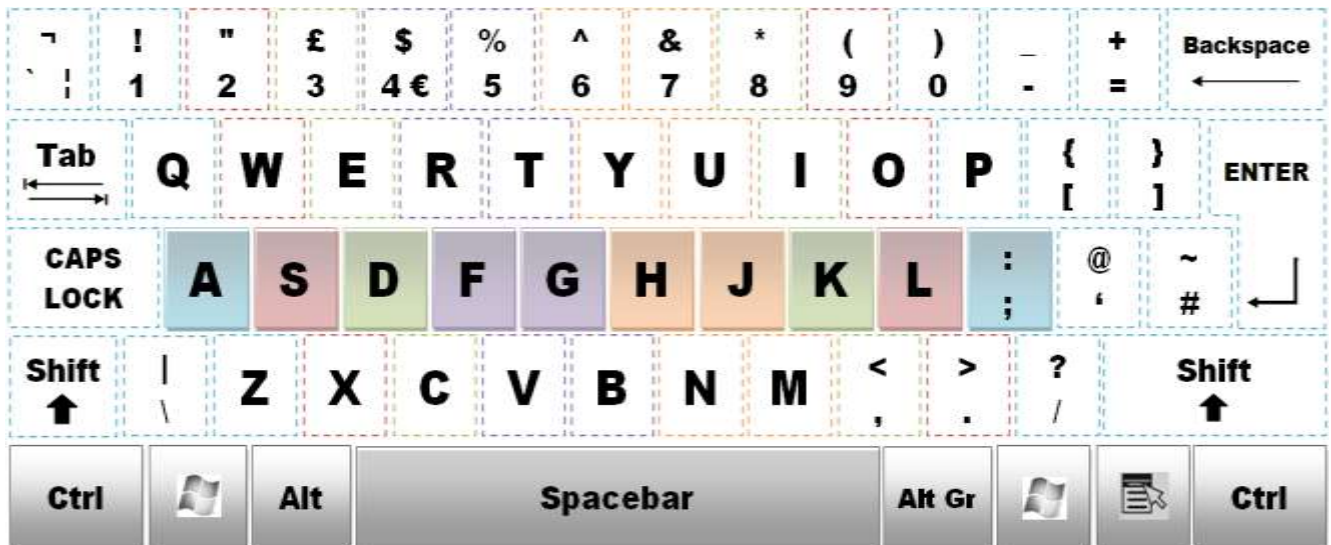 ¬ ! " £ $ % ^ & * ( ) _ + Backspace
` ¦ 1 2 3 4 € 5 6 7 8 9 0 - =
Tab Q W E R T Y U I O P { } ENTER
[ ]
CAPS A S D F G H J K L : @ ~
LOCK ; ‘ #
Shift | Z X C V B N M < > ? Shift
\ , . /
Ctrl Alt Spacebar Alt Gr Ctrl